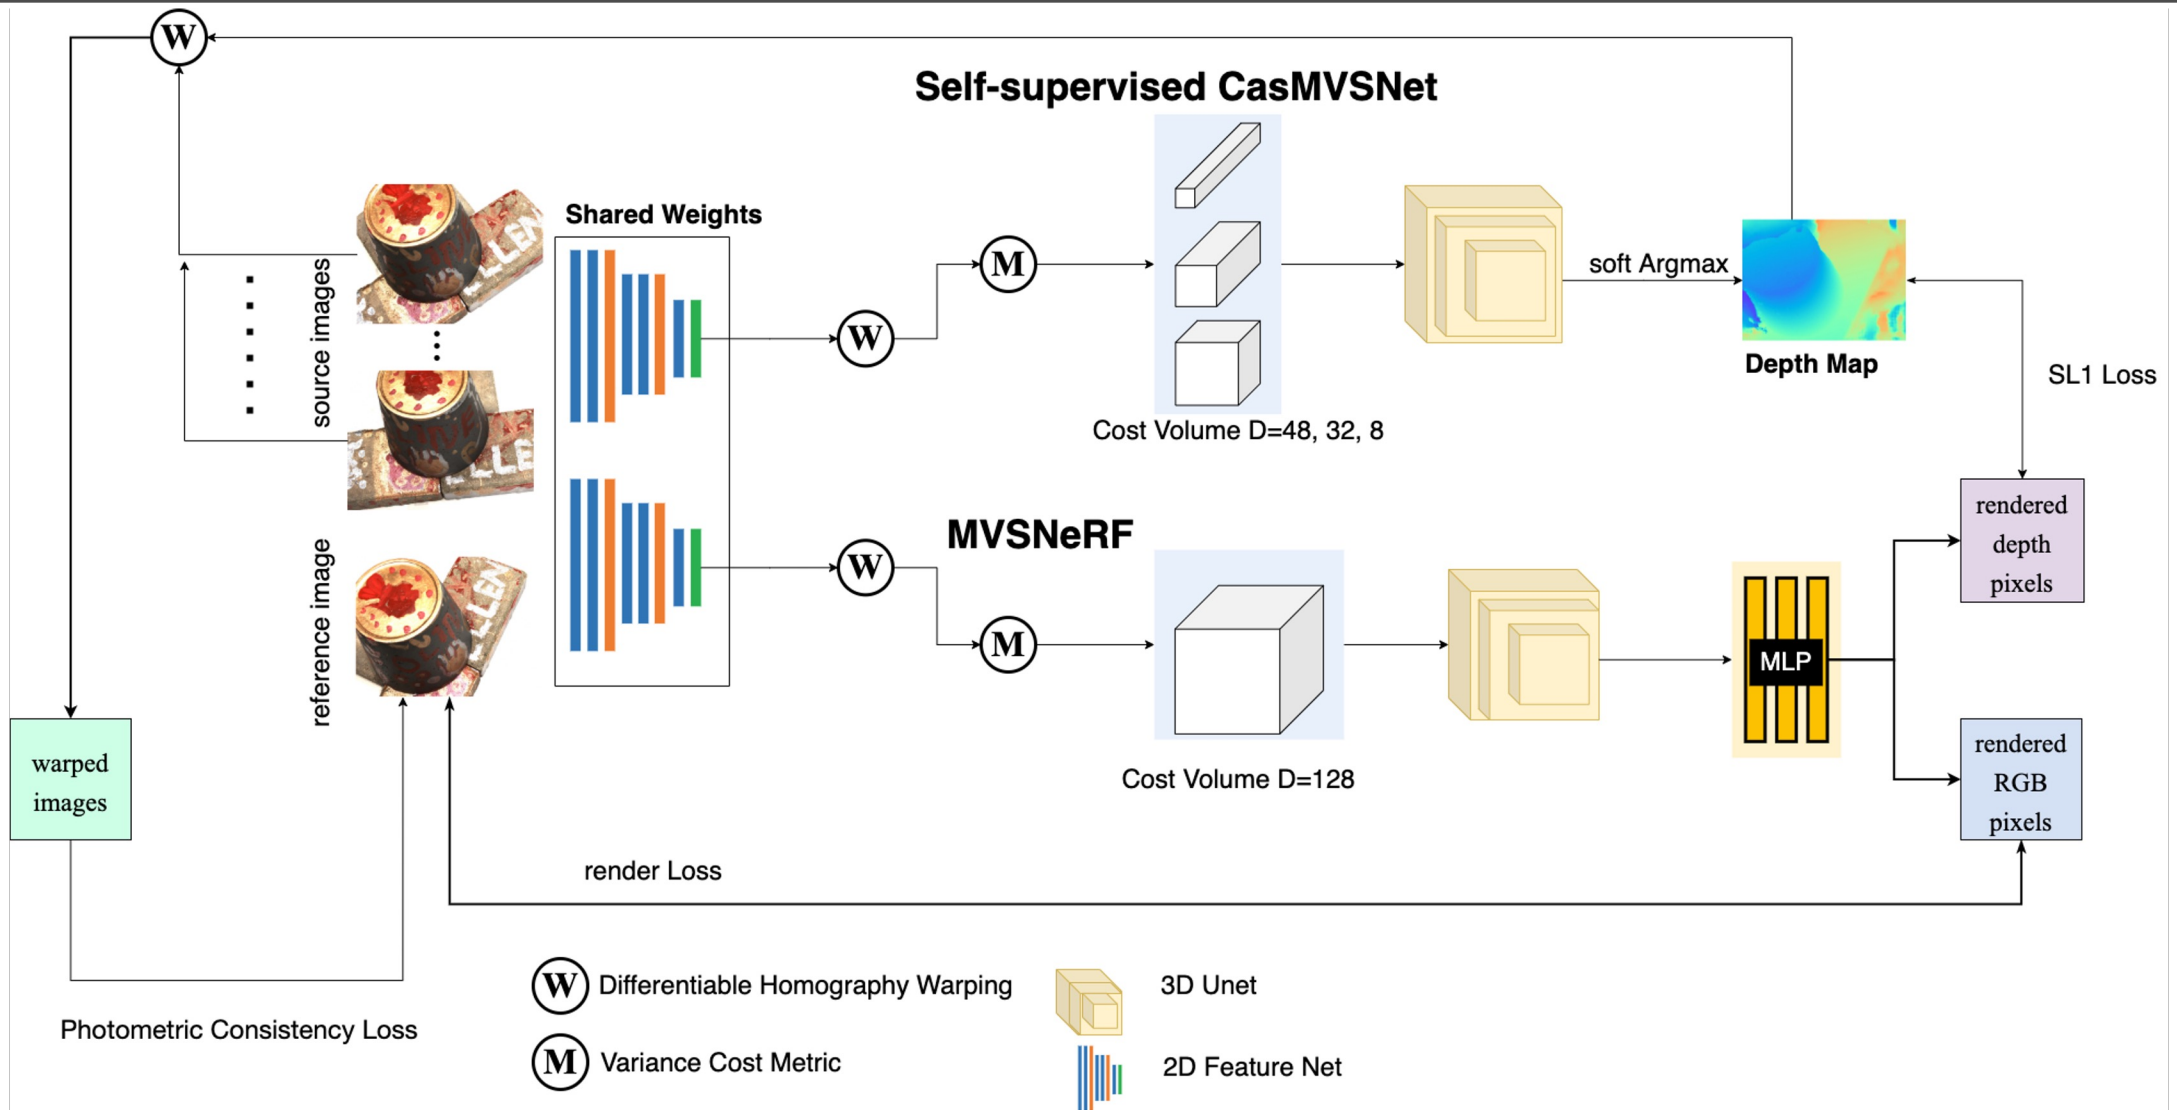 W
Self-supervised CasMVSNet
Shared Weights
source images
W
M
Cost Volume D=48, 32, 8
soft Argmax
Depth Map
SL1 Loss
reference image
W
MVSNeRF
M
Cost Volume D=128
MLP
rendered
depth
pixels
rendered
RGB
pixels
warped
images
render Loss
Photometric Consistency Loss
W Differentiable Homography Warping
3D Unet
M Variance Cost Metric
2D Feature Net